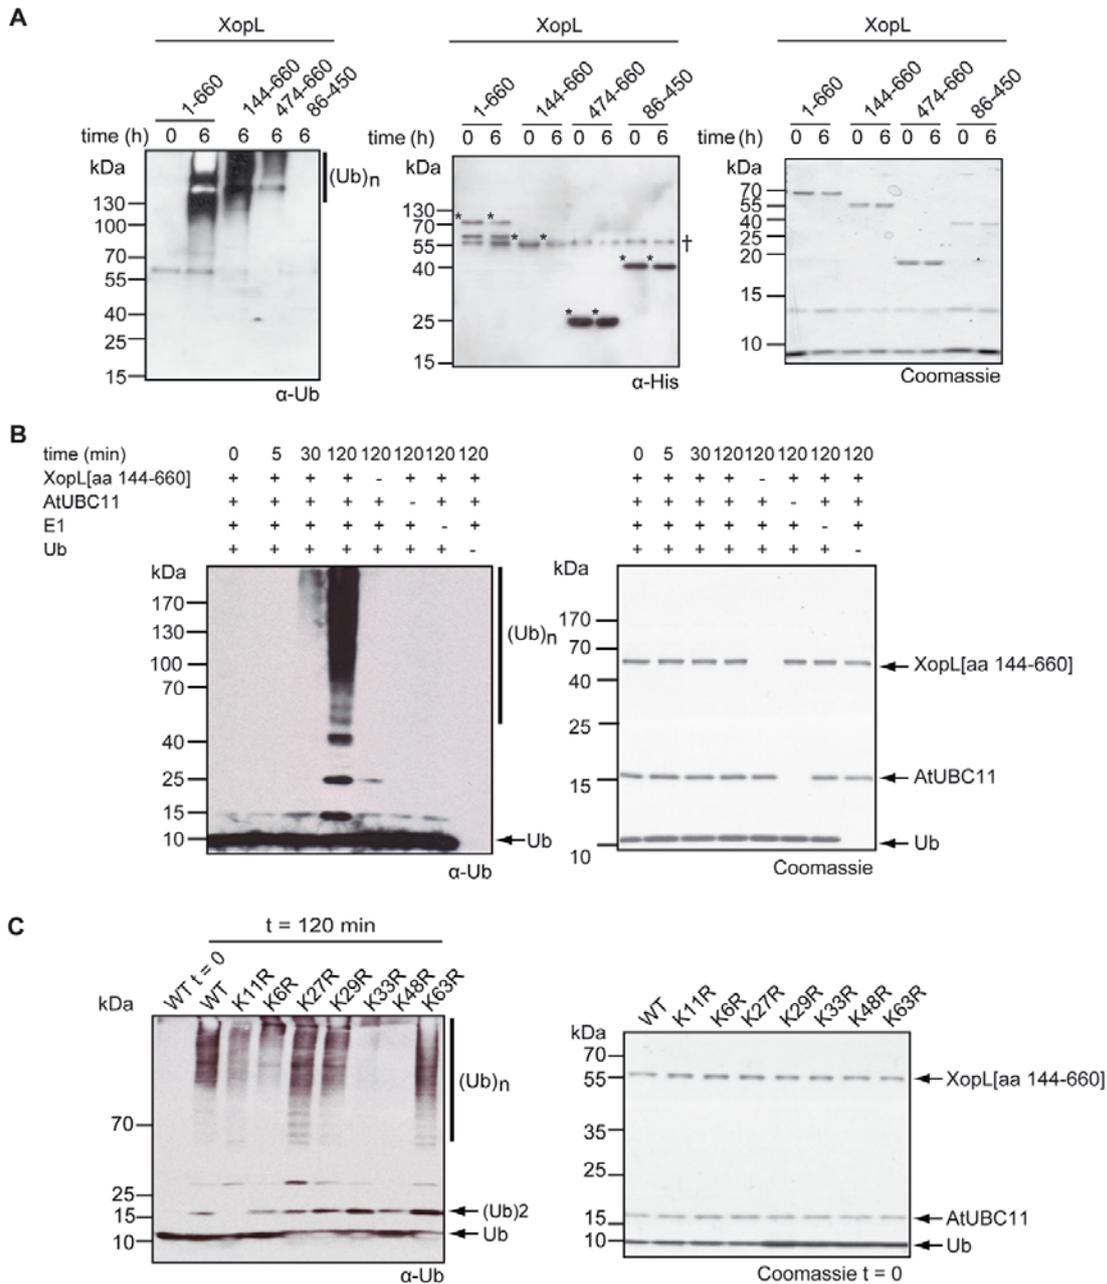 A
XopL
1-660 144-660 474-660 86-450
time (h) 0 6 6 6 6
kDa
130
100
70
55
40
25
15
(Ub)n
α-Ub
XopL
1-660 144-660 474-660 86-450
time (h) 0 6 0 6 0 6 0 6
kDa
130
70
55
40
25
15
* * * * * * * *
†
α-His
XopL
1-660 144-660 474-660 86-450
time (h) 0 6 0 6 0 6 0 6
kDa
70
55
40
25
20
15
10
Coomassie
B
time (min) 0 5 30 120 120 120 120 120
XopL[aa 144-660] + + + + - + + +
AtUBC11 + + + + + - + +
E1 + + + + + + - +
Ub + + + + + + + -
kDa
170
130
100
70
40
25
15
10
(Ub)n
Ub
α-Ub
0 5 30 120 120 120 120 120
+ + + + - + + +
+ + + + + - + +
+ + + + + + - +
+ + + + + + + -
kDa
170
70
40
25
15
10
XopL[aa 144-660]
AtUBC11
Ub
Coomassie
C
t = 120 min
WT t = 0 WT K11R K6R K27R K29R K33R K48R K63R
kDa
70
25
15
10
(Ub)n
(Ub)2
Ub
α-Ub
WT K11R K6R K27R K29R K33R K48R K63R
kDa
70
55
35
25
15
10
XopL[aa 144-660]
AtUBC11
Ub
Coomassie t = 0